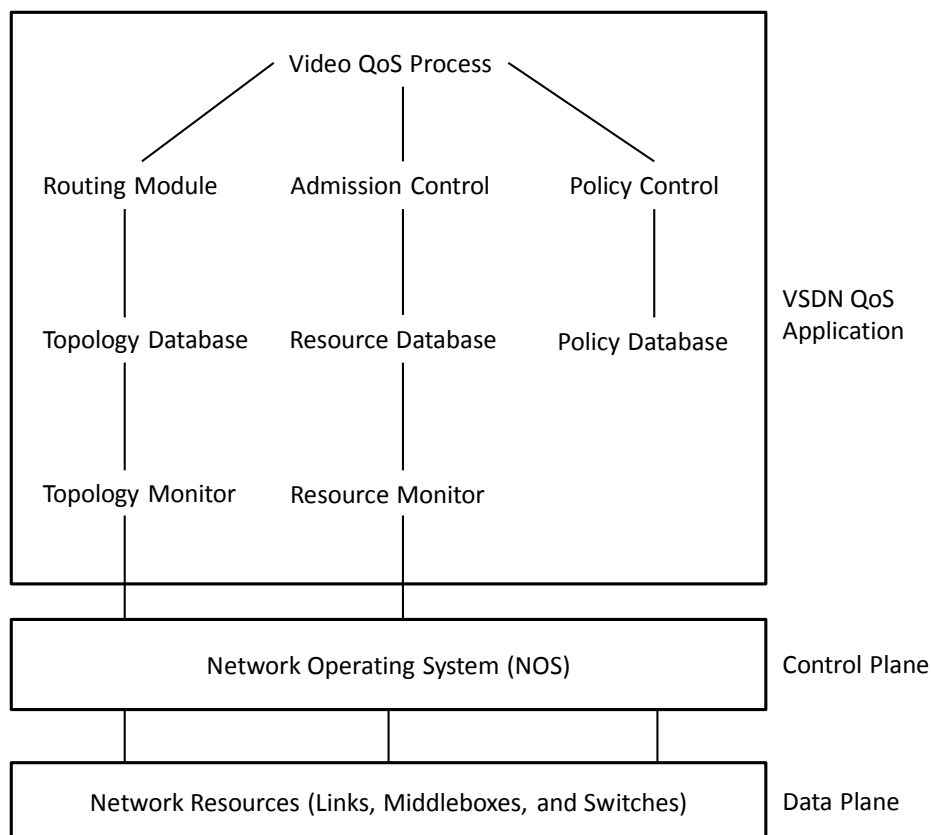 Video QoS Process
Routing Module
Admission Control
Policy Control
Topology Database
Resource Database
Policy Database
VSDN QoS
Application
Topology Monitor
Resource Monitor
Network Operating System (NOS)
Control Plane
Network Resources (Links, Middleboxes, and Switches)
Data Plane